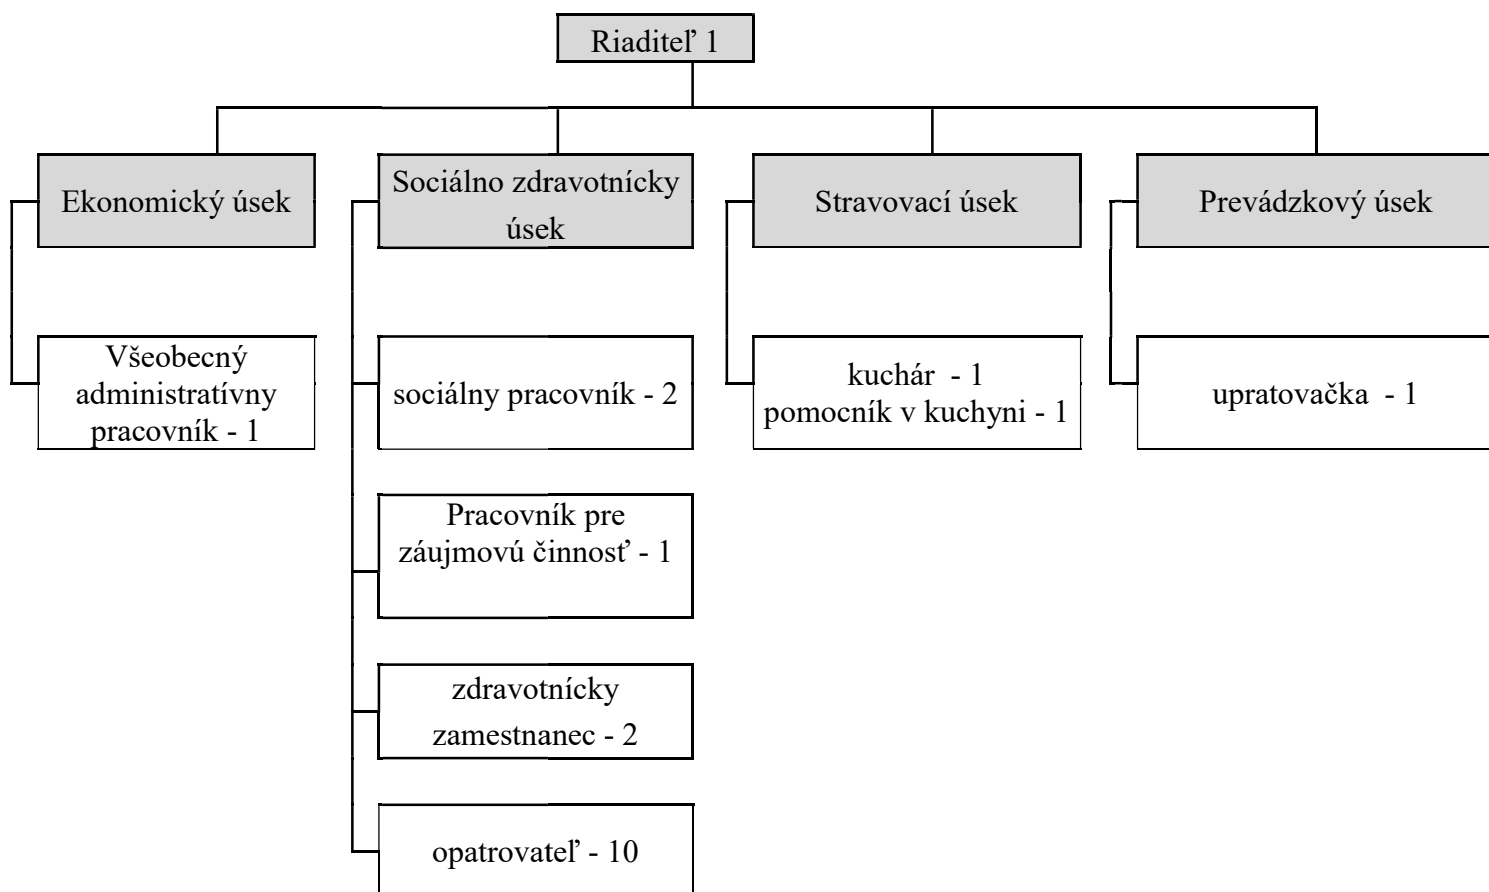 Riaditeľ 1
Ekonomický úsek
Sociálno zdravotnícky
úsek
Stravovací úsek
Prevádzkový úsek
Všeobecný
administratívny
pracovník - 1
sociálny pracovník - 2
kuchár - 1
pomocník v kuchyni - 1
upratovačka - 1
Pracovník pre
záujmovú činnosť - 1
zdravotnícky
zamestnanec - 2
opatrovateľ - 10